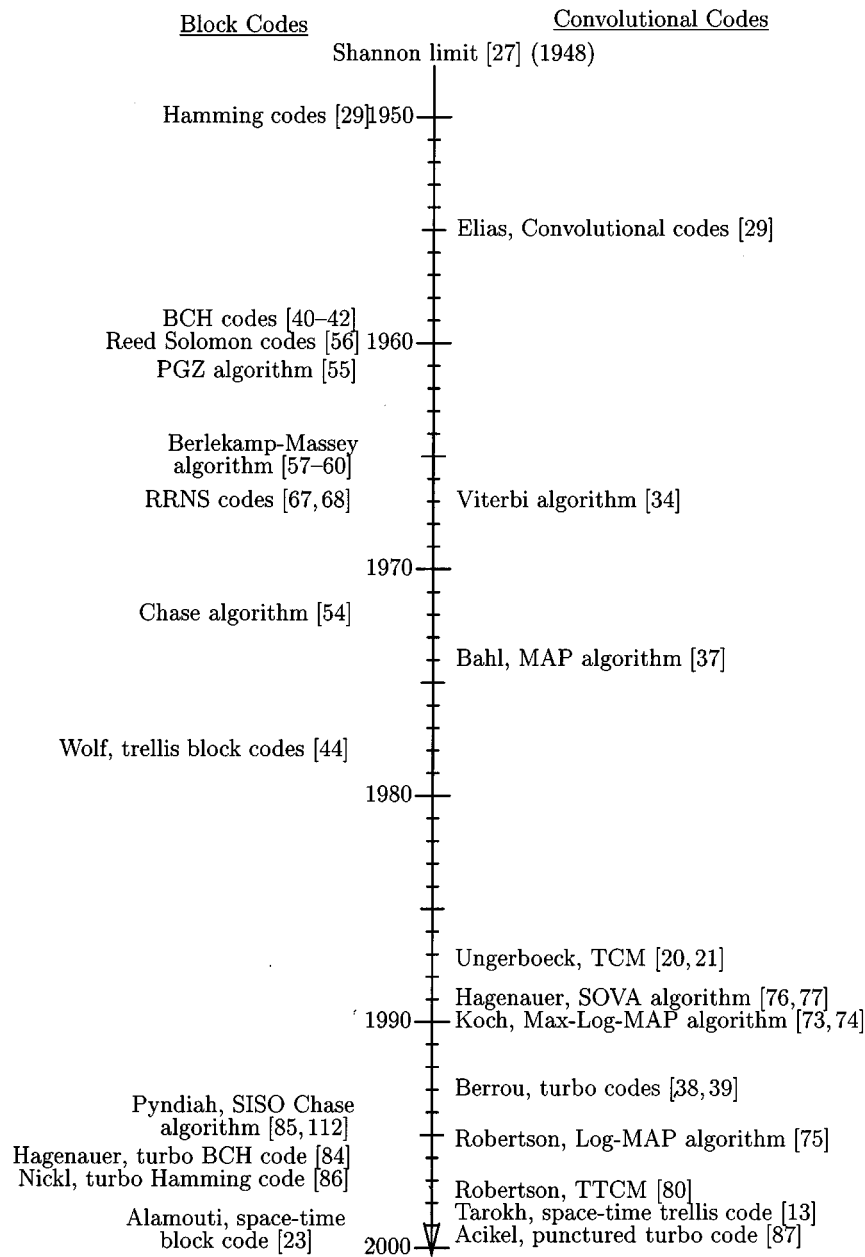 Block Codes
Convolutional Codes
Shannon limit [27] (1948)
Hamming codes [29]
1950
Elias, Convolutional codes [29]
BCH codes [40–42]
Reed Solomon codes [56]
1960
PGZ algorithm [55]
Berlekamp-Massey
algorithm [57–60]
RRNS codes [67,68]
Viterbi algorithm [34]
1970
Chase algorithm [54]
Bahl, MAP algorithm [37]
Wolf, trellis block codes [44]
1980
Ungerboeck, TCM [20,21]
Hagenauer, SOVA algorithm [76,77]
1990
Koch, Max-Log-MAP algorithm [73,74]
Berrou, turbo codes [38,39]
Pyndiah, SISO Chase
algorithm [85,112]
Robertson, Log-MAP algorithm [75]
Hagenauer, turbo BCH code [84]
Nickl, turbo Hamming code [86]
Robertson, TTCM [80]
Tarokh, space-time trellis code [13]
Alamouti, space-time
block code [23]
Acikel, punctured turbo code [87]
2000